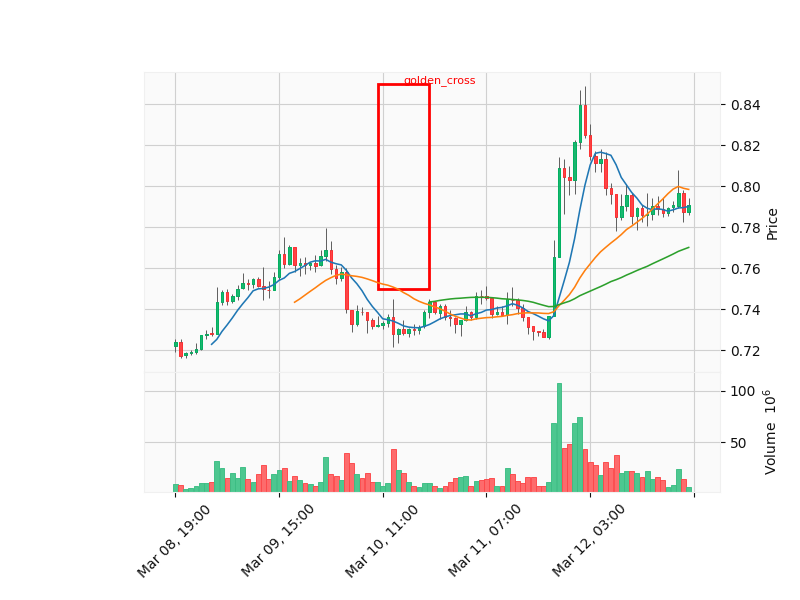 golden_cross
0.84
0.82
0.80
0.78
0.76
0.74
0.72
Price
100
50
Volume 10^6
Mar 08, 19:00
Mar 09, 15:00
Mar 10, 11:00
Mar 11, 07:00
Mar 12, 03:00